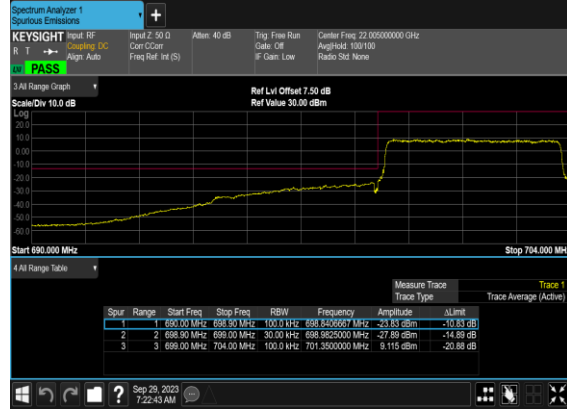 Spectrum Analyzer 1
Spurious Emissions
KEYSIGHT Input: RF Input Z: 50 Ω Atten: 40 dB Trig: Free Run Center Freq: 22.005000000 GHz
R T Coupling: DC Corr CCorr Gate: Off Avg|Hold: 100/100
Align: Auto Freq Ref: Int (S) IF Gain: Low Radio Std: None
PASS
3 All Range Graph
Ref Lvl Offset 7.50 dB
Scale/Div 10.0 dB Ref Value 30.00 dBm
Log
20.0
10.0
0.00
-10.0
-20.0
-30.0
-40.0
-50.0
-60.0
Start 690.000 MHz Stop 704.000 MH
4 All Range Table
Measure Trace Trace 1
Trace Type Trace Average (Active)
Spur Range Start Freq Stop Freq RBW Frequency Amplitude ΔLimit
1 1 690.00 MHz 698.90 MHz 100.0 kHz 698.8406667 MHz -23.83 dBm -10.83 dB
2 2 698.90 MHz 699.00 MHz 30.00 kHz 698.9825000 MHz -27.89 dBm -14.89 dB
3 3 699.00 MHz 704.00 MHz 100.0 kHz 701.3500000 MHz 9.115 dBm -20.88 dB
Sep 29, 2023
7:22:43 AM